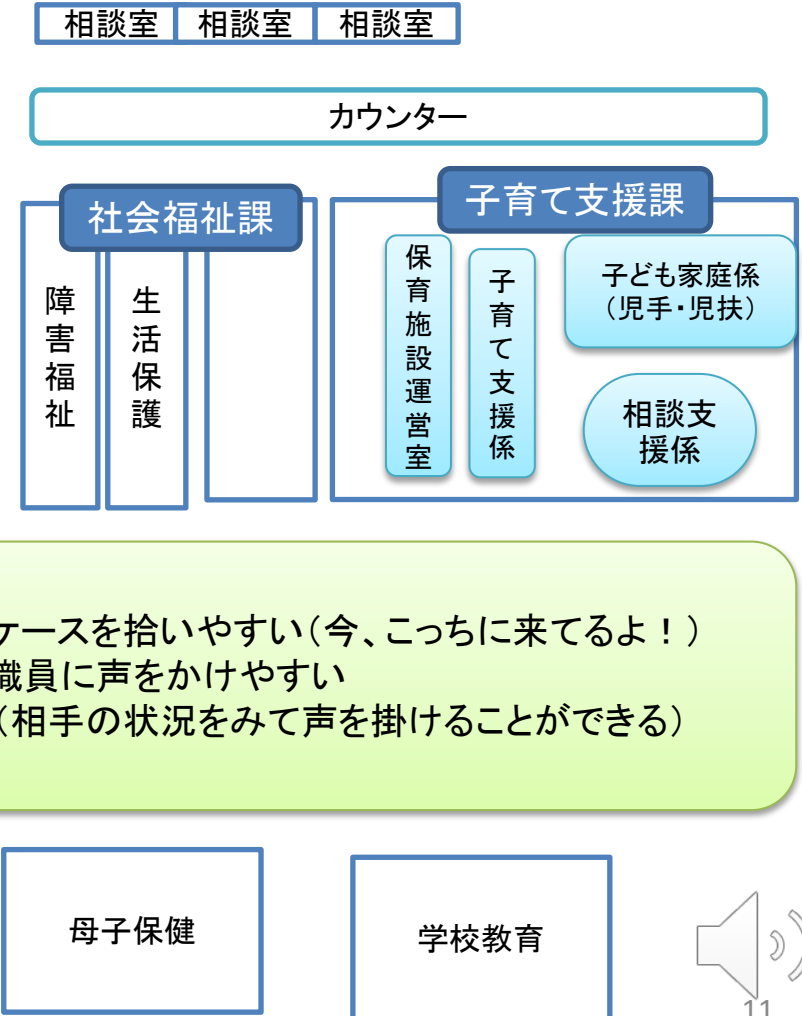 相談室
相談室
相談室
カウンター
社会福祉課
子育て支援課
障害福祉
生活保護
保育施設運営室
子育て支援係
子ども家庭係
（児手・児扶）
相談支
援係
ケースを拾いやすい（今、こっちに来てるよ！）
職員に声をかけやすい
（相手の状況をみて声を掛けることができる）
母子保健
学校教育
11